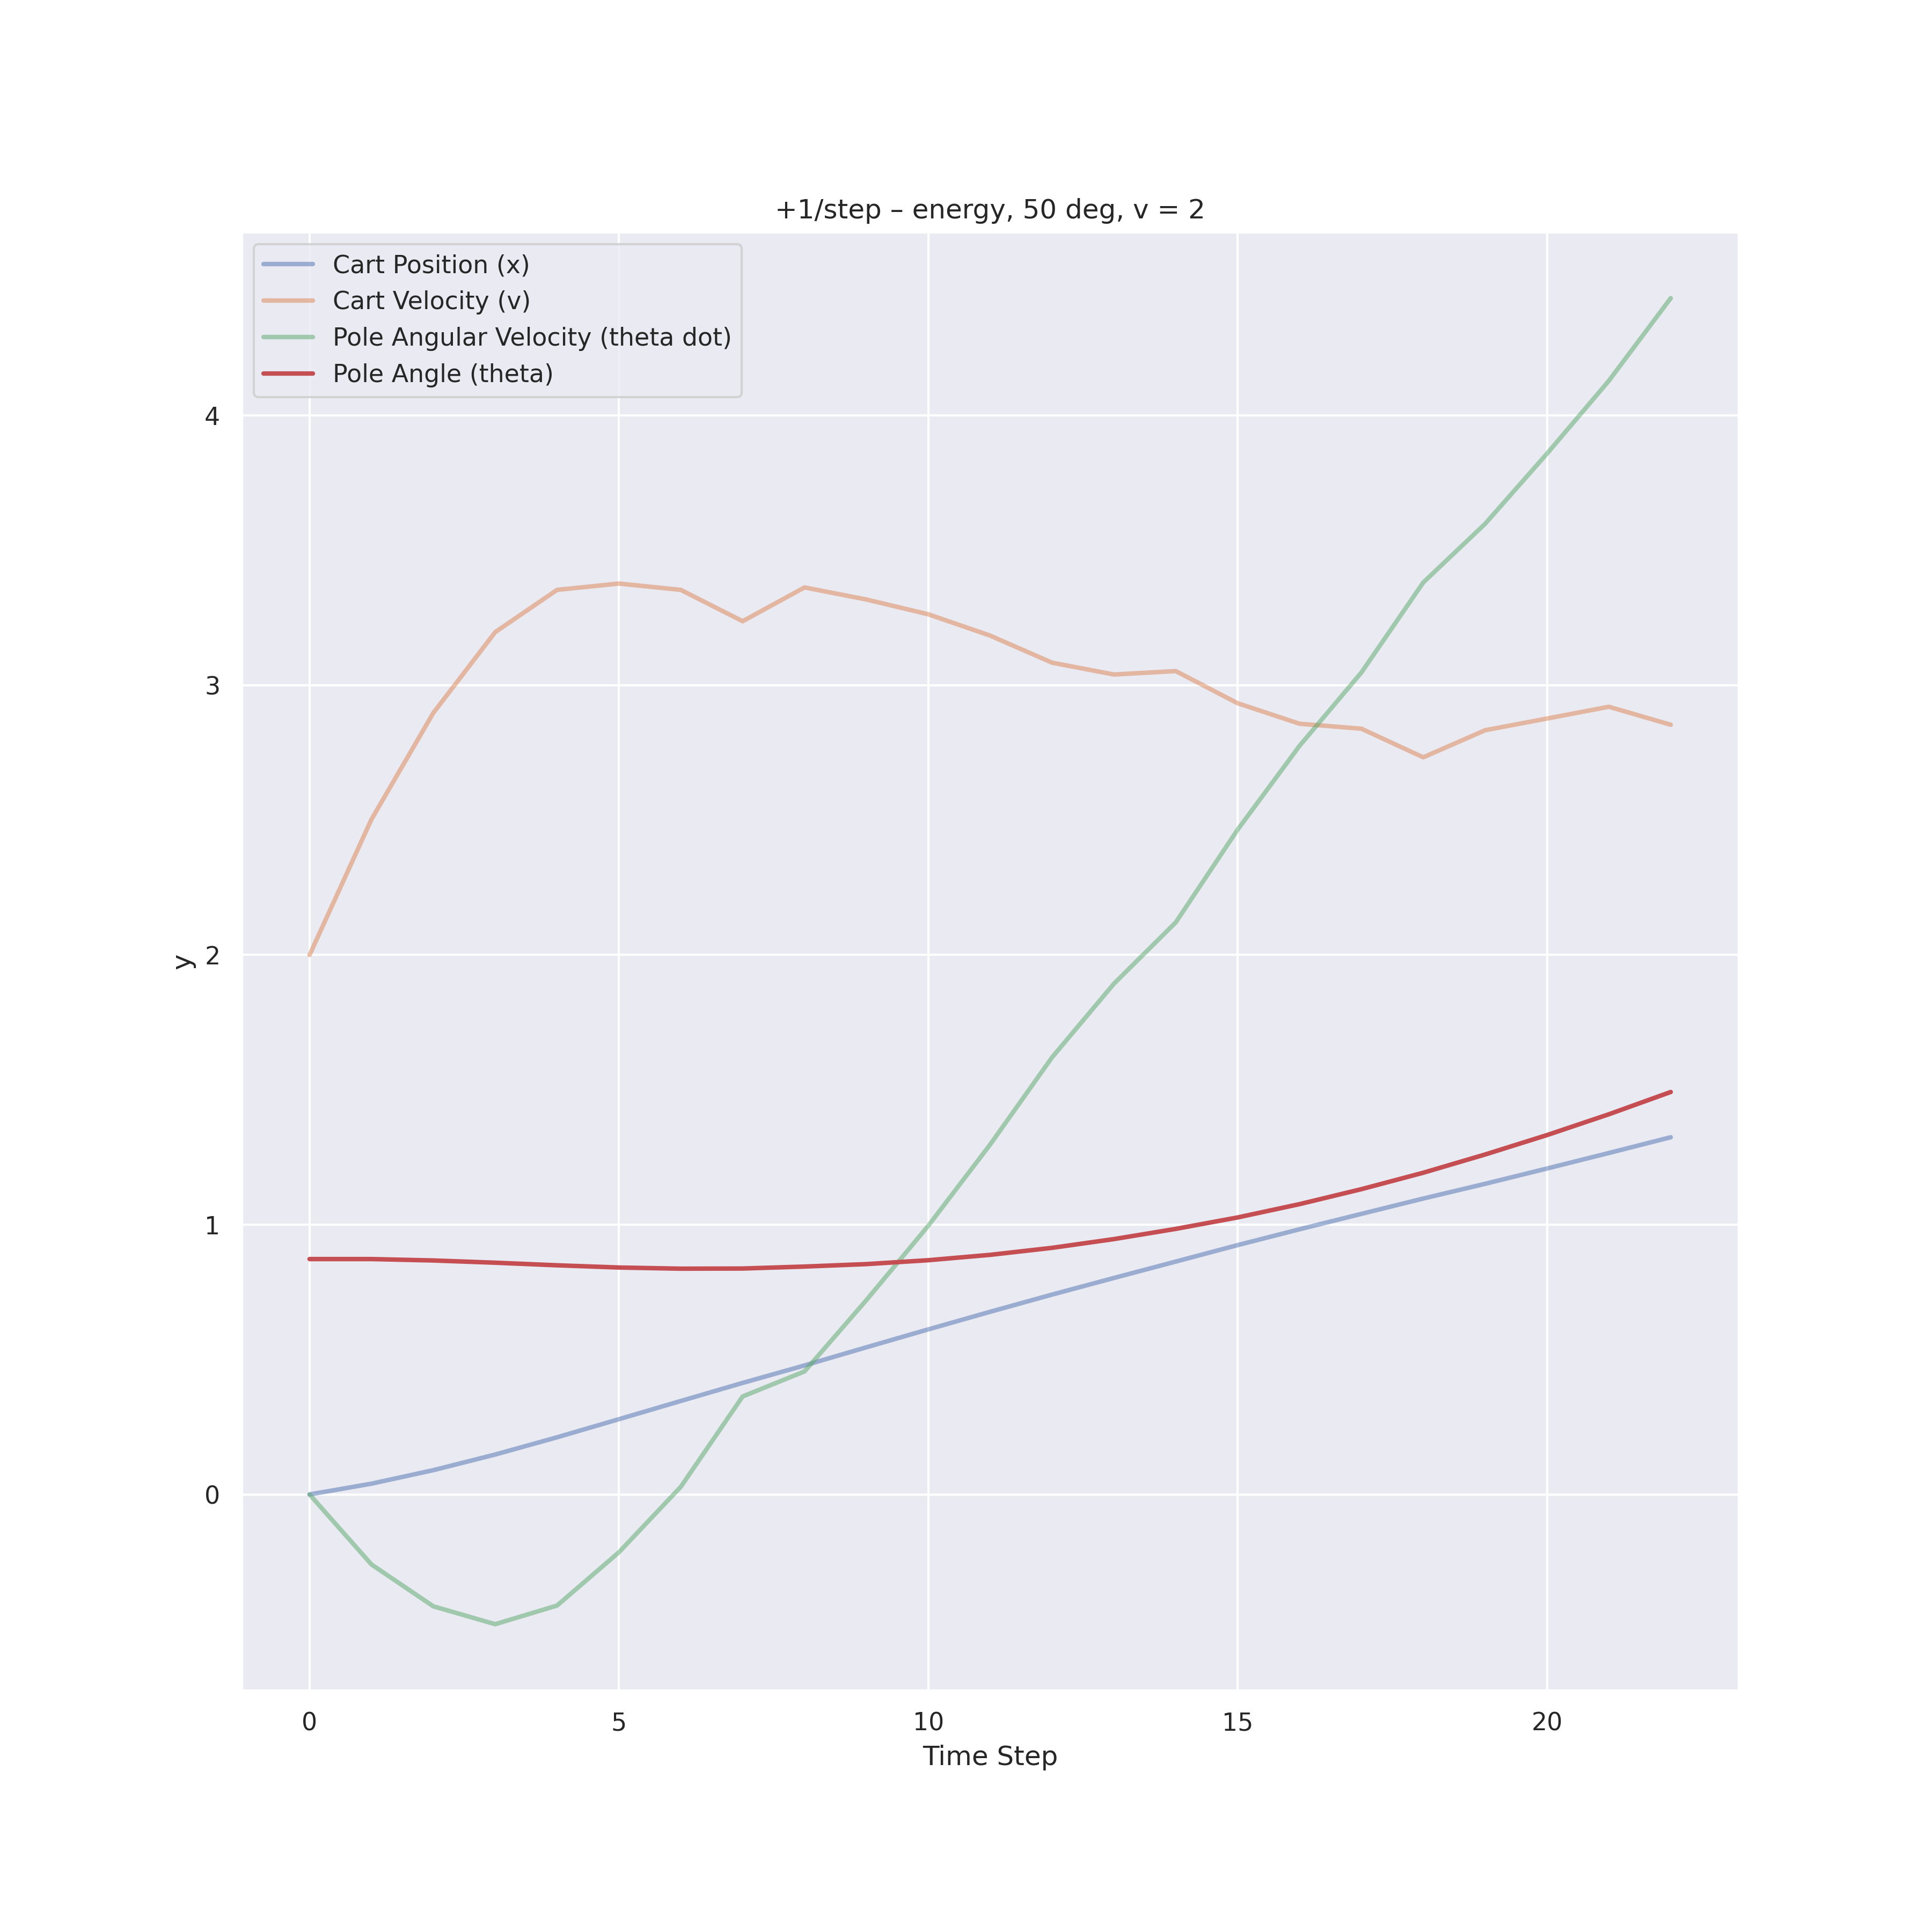 +1/step – energy, 50 deg, v = 2
Cart Position (x)
Cart Velocity (v)
Pole Angular Velocity (theta dot)
Pole Angle (theta)
4
3
2
1
0
y
0 5 10 15 20
Time Step